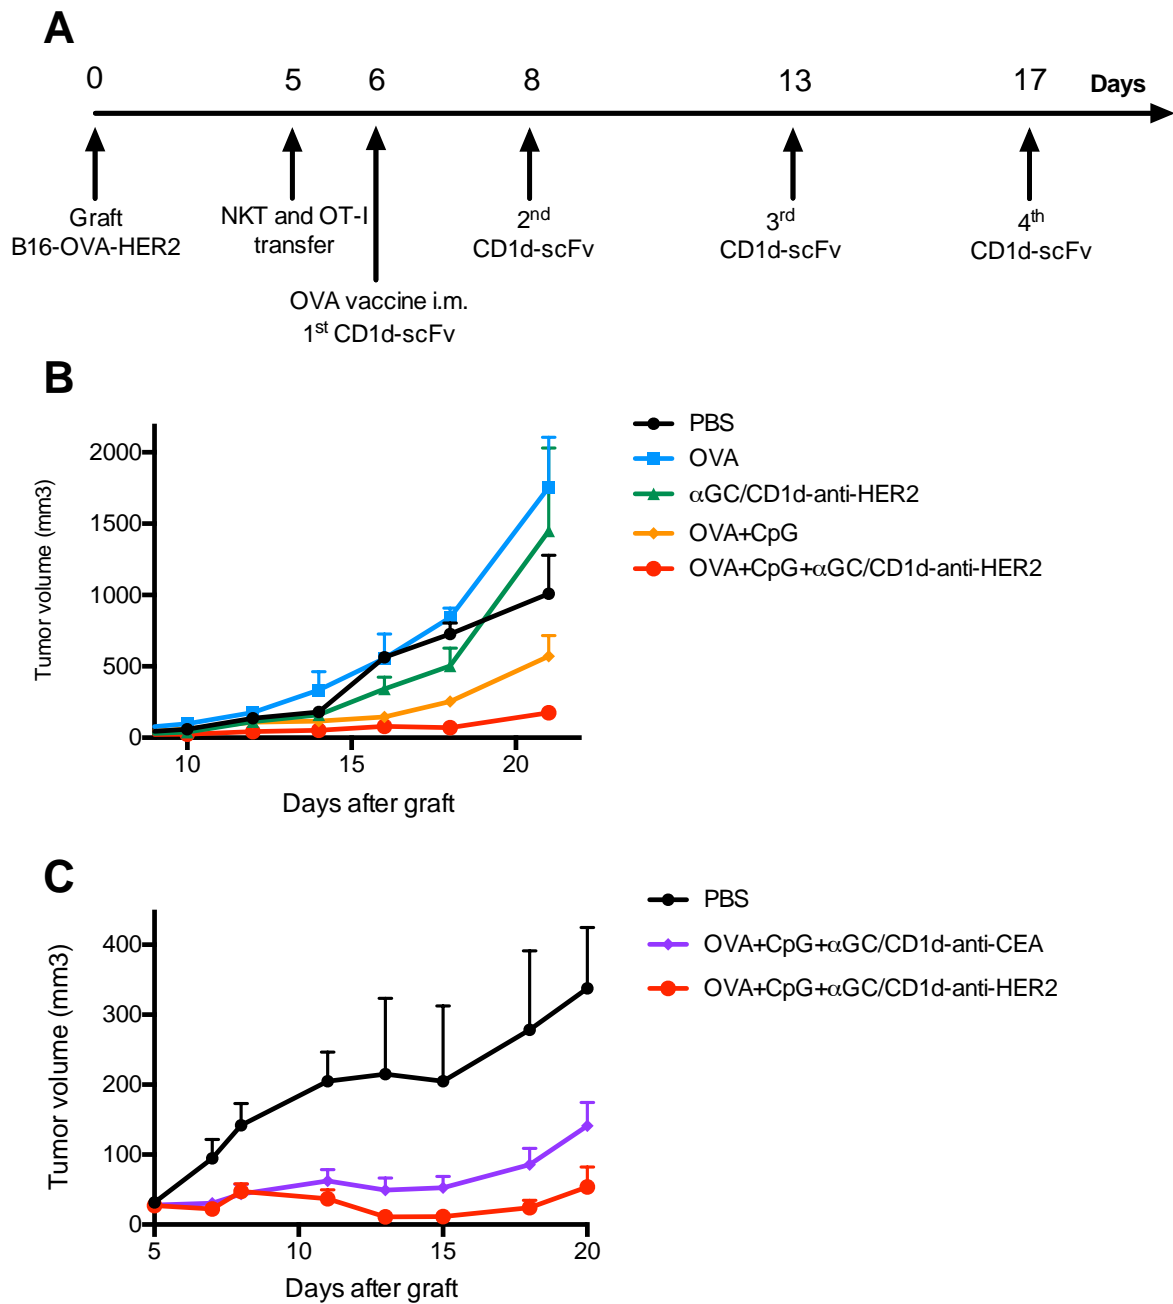 A
0 5 6 8 13 17 Days
Graft
B16-OVA-HER2
NKT and OT-I
transfer
OVA vaccine i.m.
1st CD1d-scFv
2nd
CD1d-scFv
3rd
CD1d-scFv
4th
CD1d-scFv
B
Tumor volume (mm3)
2000
1500
1000
500
0
10 15 20
Days after graft
PBS
OVA
αGC/CD1d-anti-HER2
OVA+CpG
OVA+CpG+αGC/CD1d-anti-HER2
C
Tumor volume (mm3)
400
300
200
100
0
5 10 15 20
Days after graft
PBS
OVA+CpG+αGC/CD1d-anti-CEA
OVA+CpG+αGC/CD1d-anti-HER2